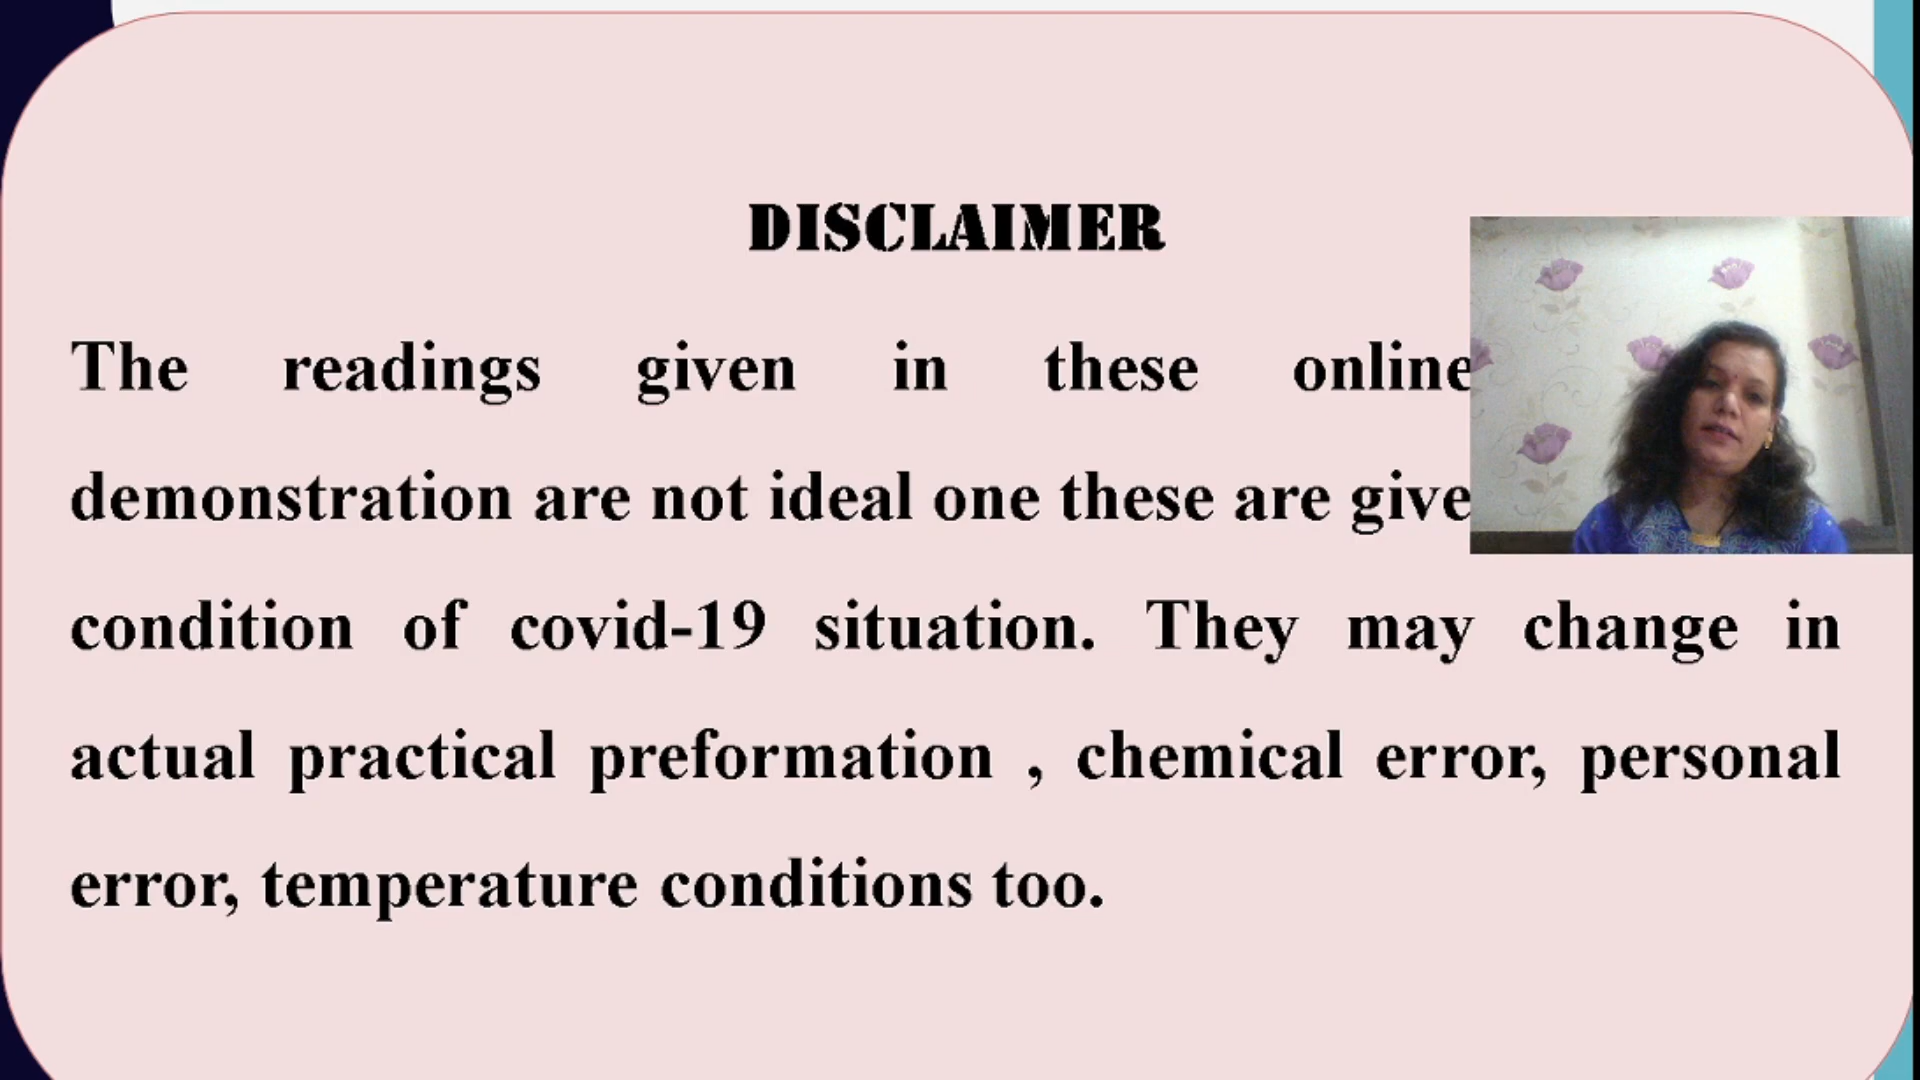 DISCLAIMER
The readings given in these online
demonstration are not ideal one these are give
condition of covid-19 situation. They may change in
actual practical preformation , chemical error, personal
error, temperature conditions too.